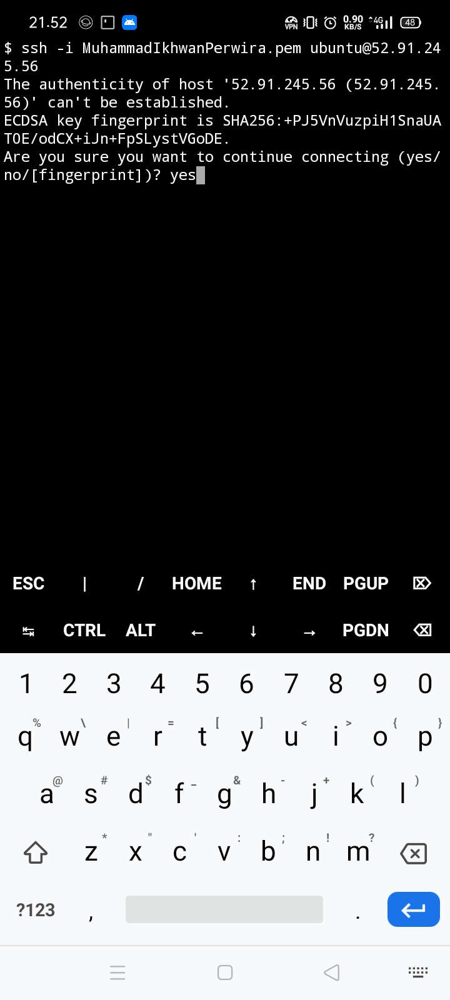 21.52 VPN 0.90 KB/S 4G 48
$ ssh -i MuhammadIkhwanPerwira.pem ubuntu@52.91.24
5.56
The authenticity of host '52.91.245.56 (52.91.245.
56)' can't be established.
ECDSA key fingerprint is SHA256:+PJ5VnVuzpiH1SnaUA
T0E/odCX+iJn+FpSLystVGoDE.
Are you sure you want to continue connecting (yes/
no/[fingerprint])? yes
ESC | / HOME ↑ END PGUP ⌦
↹ CTRL ALT ← ↓ → PGDN ⌫
1 2 3 4 5 6 7 8 9 0
% \ | = [ ] < > { }
q w e r t y u i o p
@ # $ _ & - + ( )
a s d f g h j k l
* " ' : ; ! ?
z x c v b n m
?123 , .